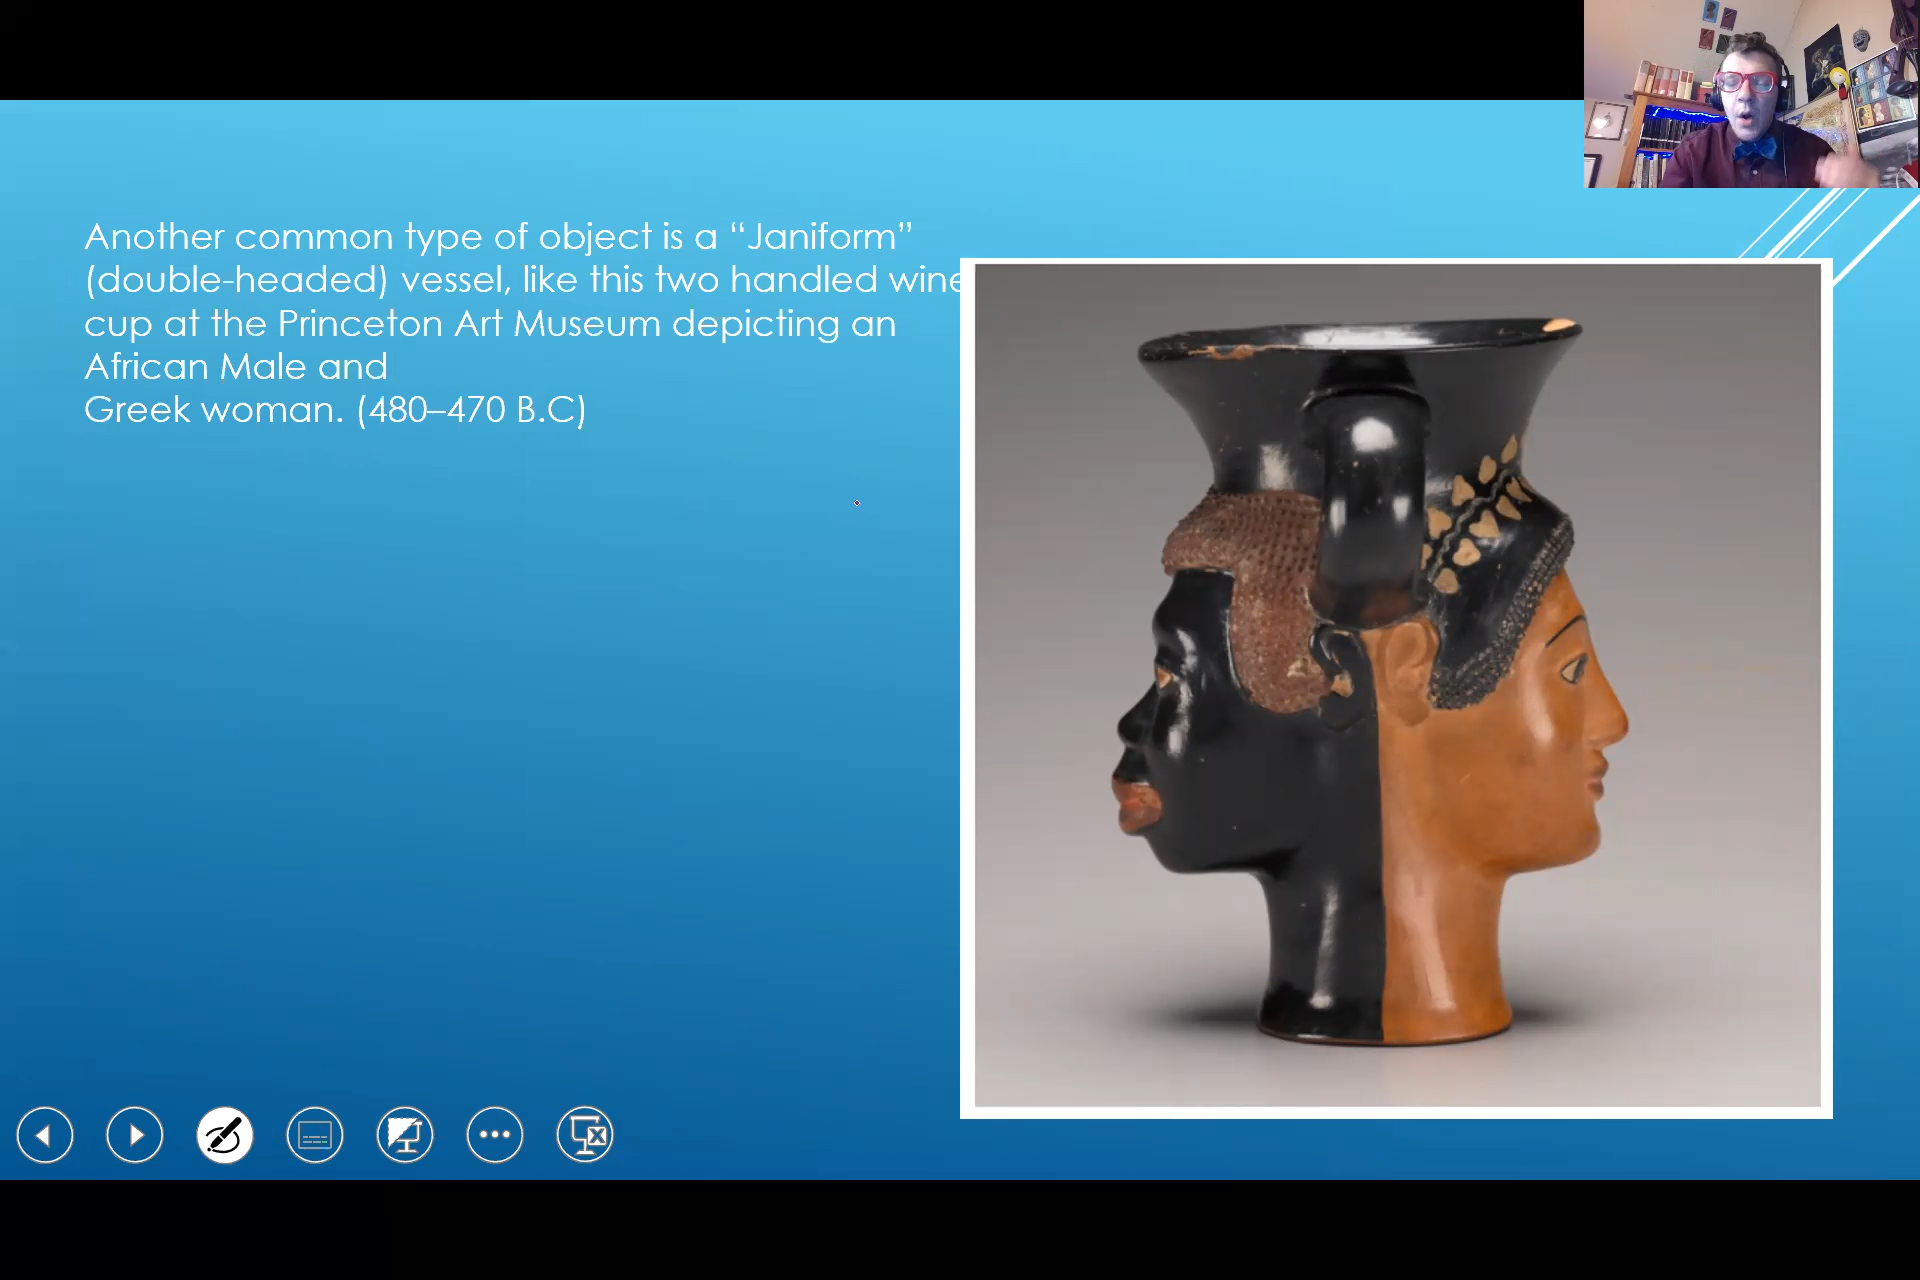 Another common type of object is a “Janiform”
(double-headed) vessel, like this two handled wine
cup at the Princeton Art Museum depicting an
African Male and
Greek woman. (480–470 B.C)